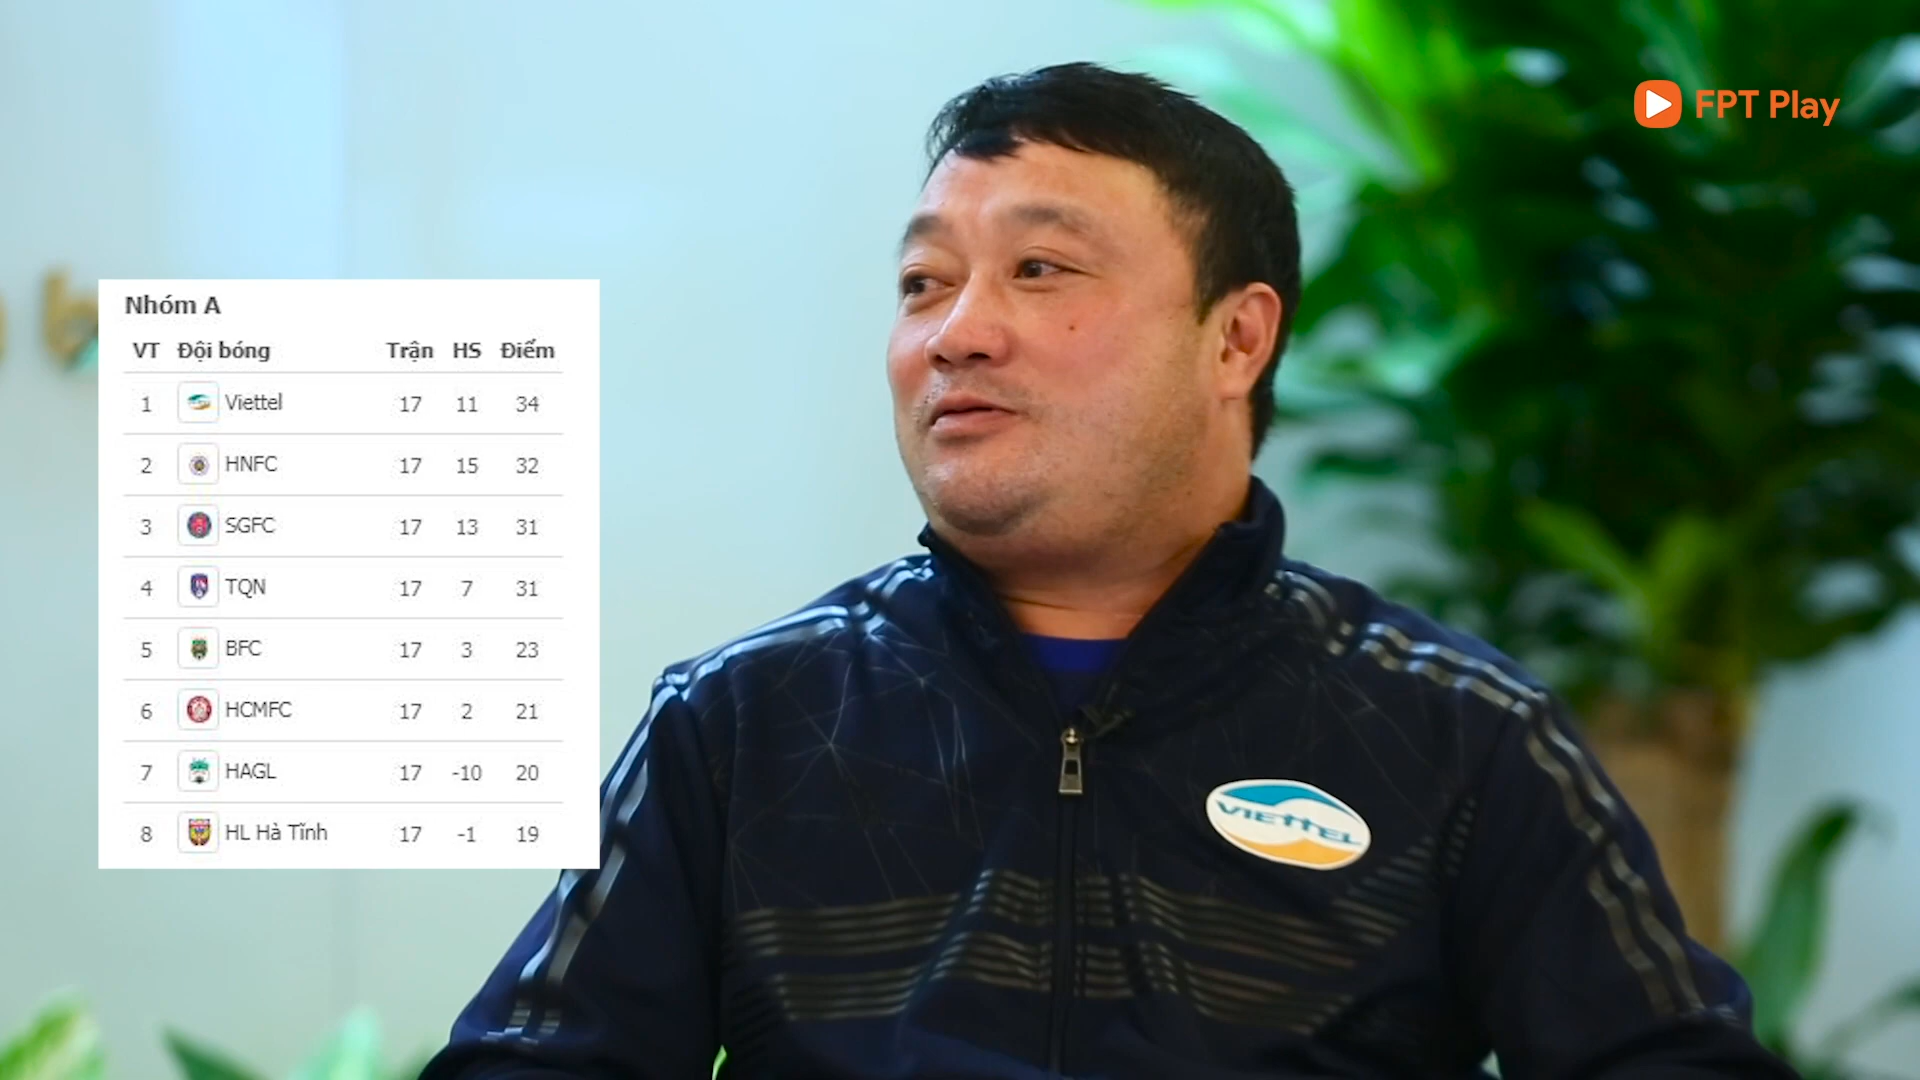 FPT Play
Nhóm A
VT Đội bóng Trận HS Điểm
1 Viettel 17 11 34
2 HNFC 17 15 32
3 SGFC 17 13 31
4 TQN 17 7 31
5 BFC 17 3 23
6 HCMFC 17 2 21
7 HAGL 17 -10 20
8 HL Hà Tĩnh 17 -1 19
VIETTEL